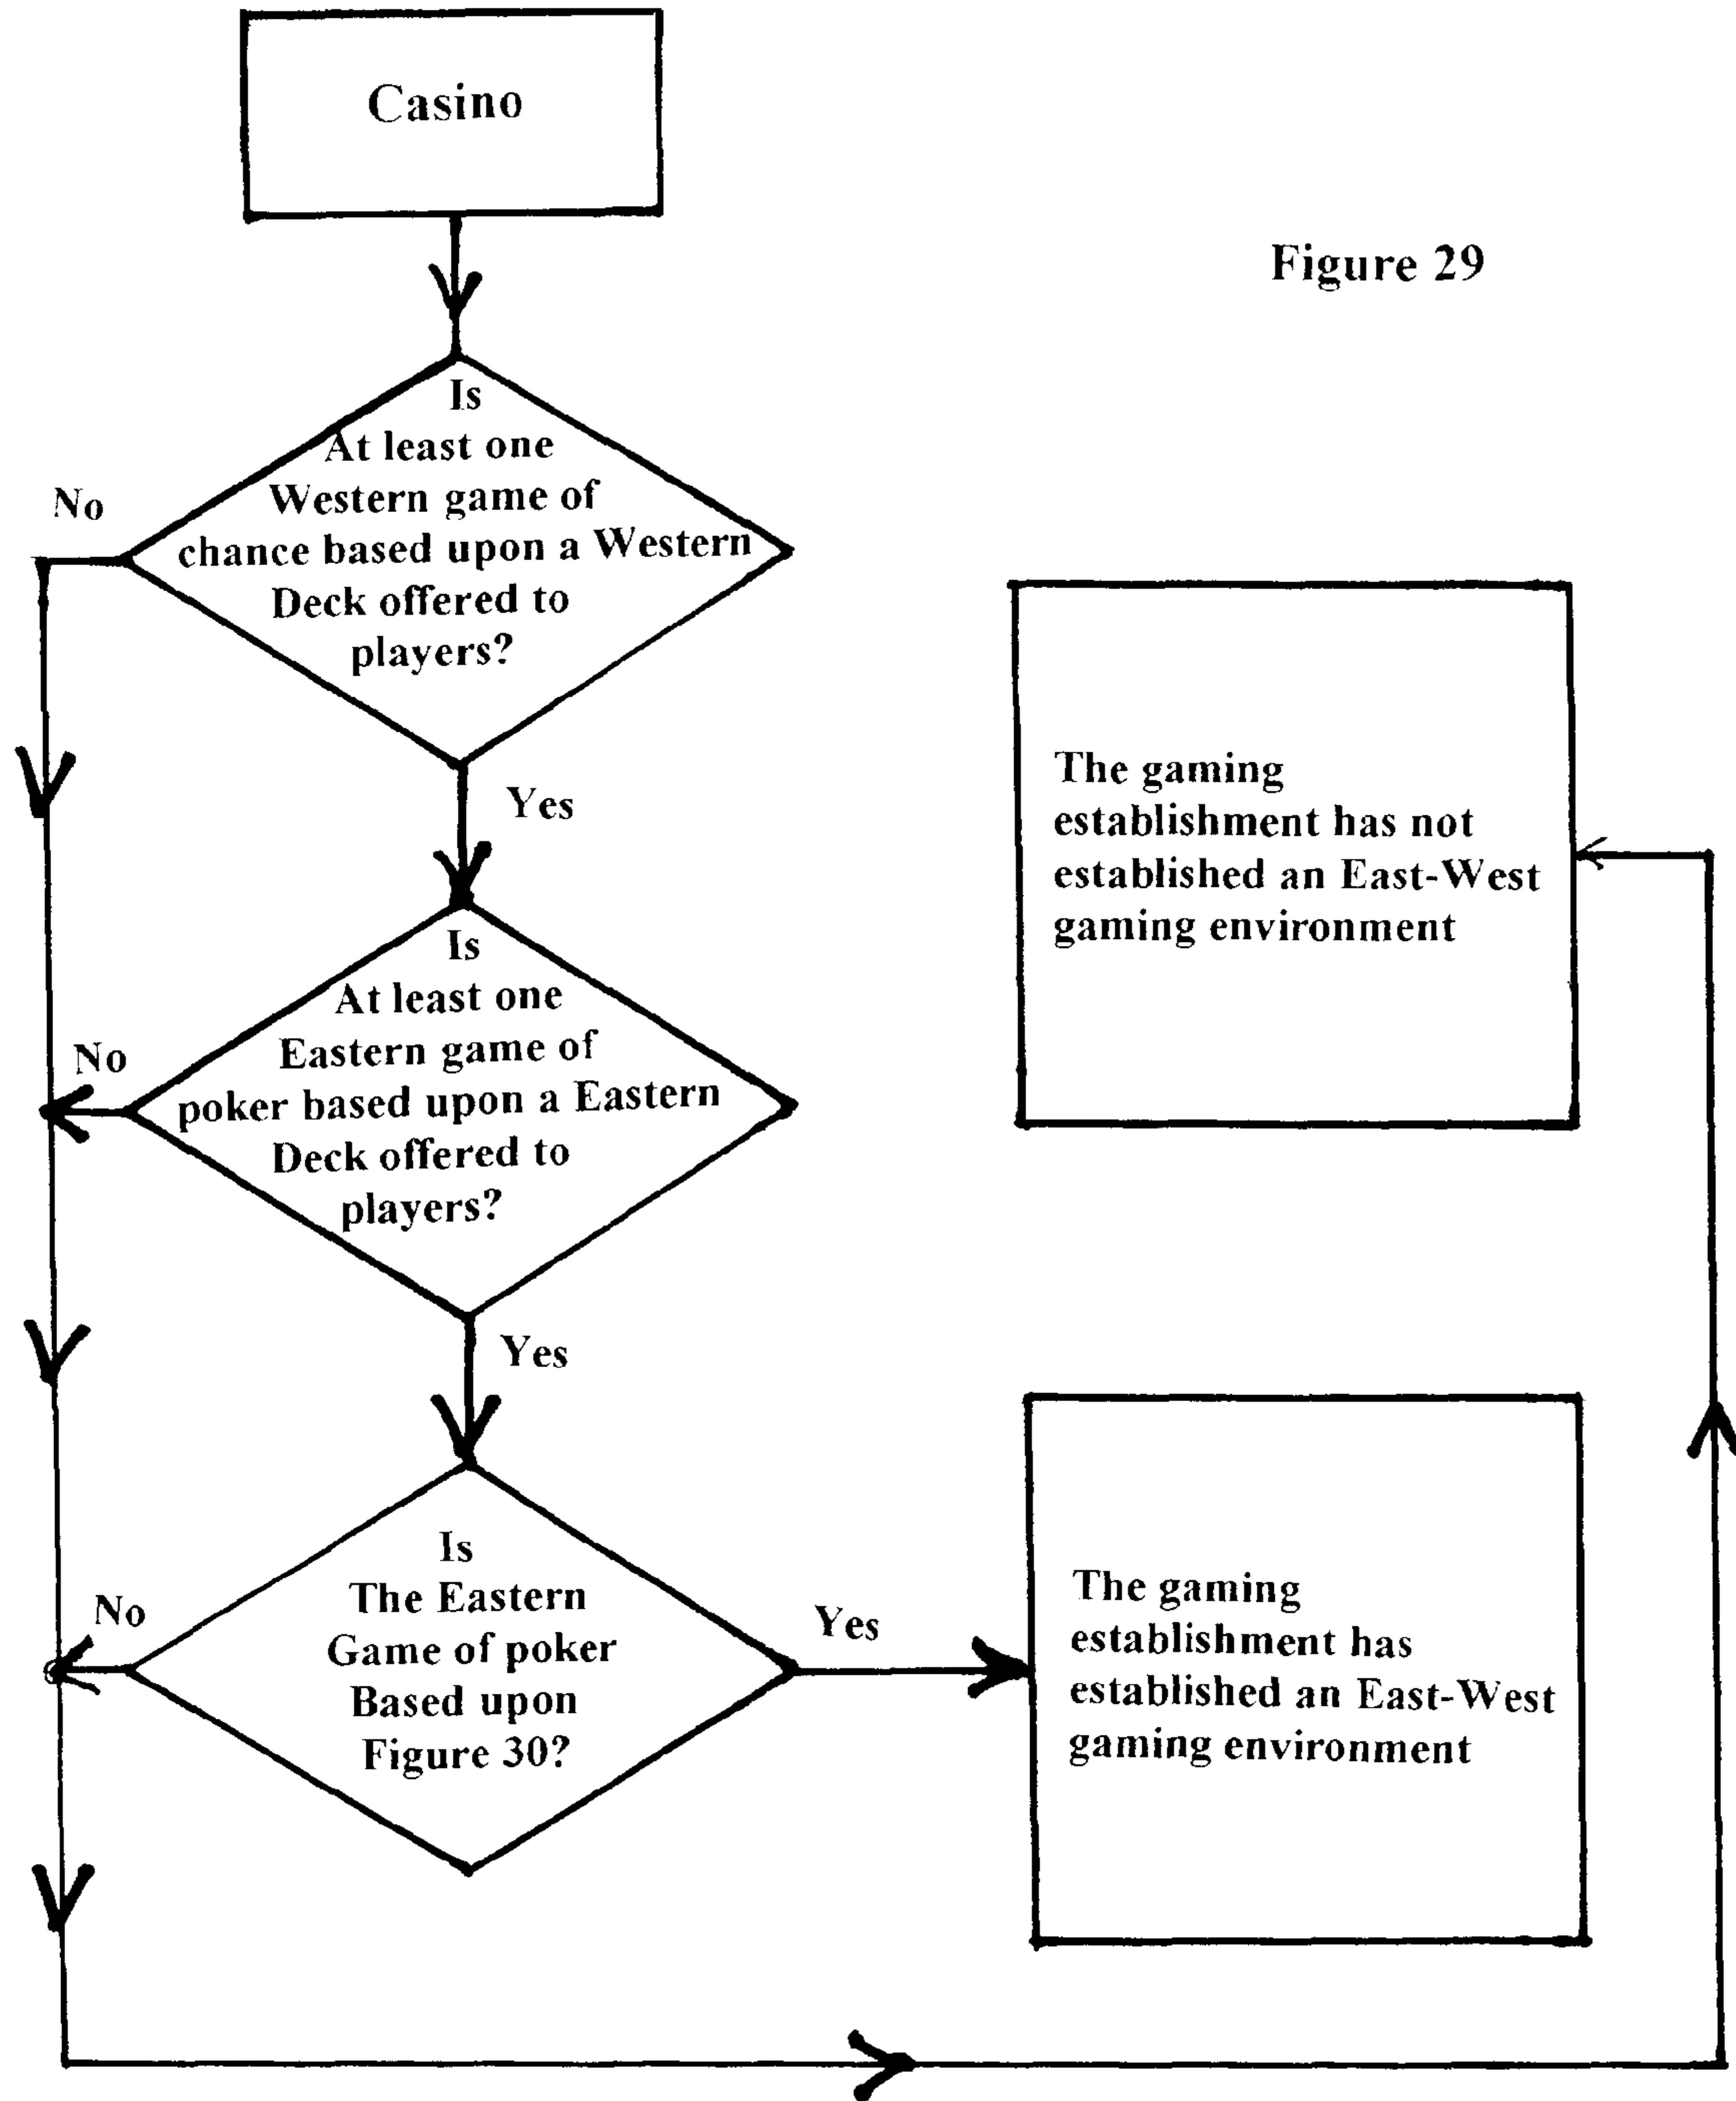 Casino
Figure 29
Is
At least one
Western game of
chance based upon a Western
Deck offered to
players?
No
Yes
Is
At least one
Eastern game of
poker based upon a Eastern
Deck offered to
players?
No
Yes
Is
The Eastern
Game of poker
Based upon
Figure 30?
No
Yes
The gaming
establishment has not
established an East-West
gaming environment
The gaming
establishment has
established an East-West
gaming environment